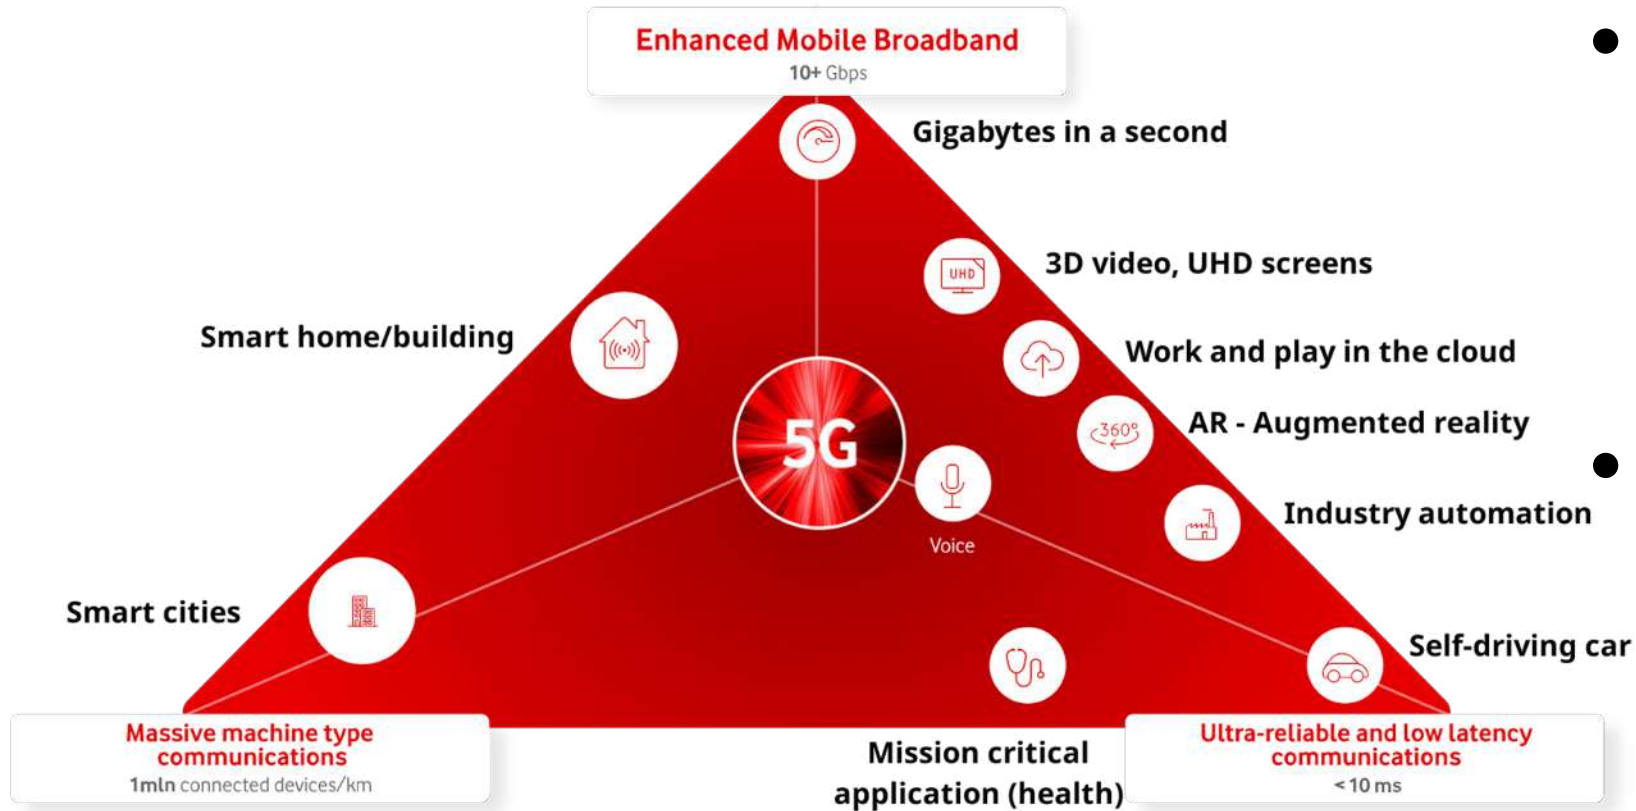 Enhanced Mobile Broadband
10+ Gbps
Gigabytes in a second
UHD
3D video, UHD screens
Smart home/building
Work and play in the cloud
360°
AR - Augmented reality
5G
Voice
Industry automation
Smart cities
Self-driving car
Massive machine type
communications
1mln connected devices/km
Mission critical
application (health)
Ultra-reliable and low latency
communications
< 10 ms